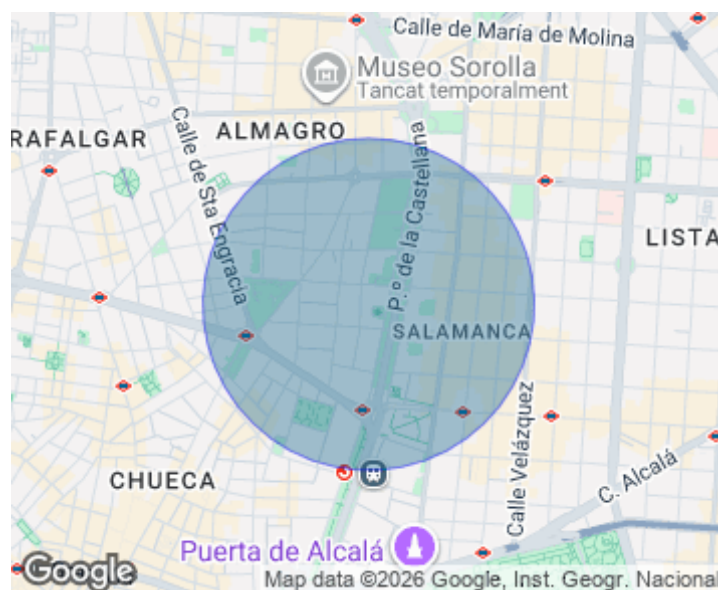 Calle de María de Molina
Museo Sorolla
Tancat temporalment
RAFALGAR
ALMAGRO
Calle de Sta Engracia
P.º de la Castellana
LISTA
SALAMANCA
Calle Velázquez
CHUECA
C. Alcalá
Puerta de Alcalá
Google
Map data ©2026 Google, Inst. Geogr. Nacional